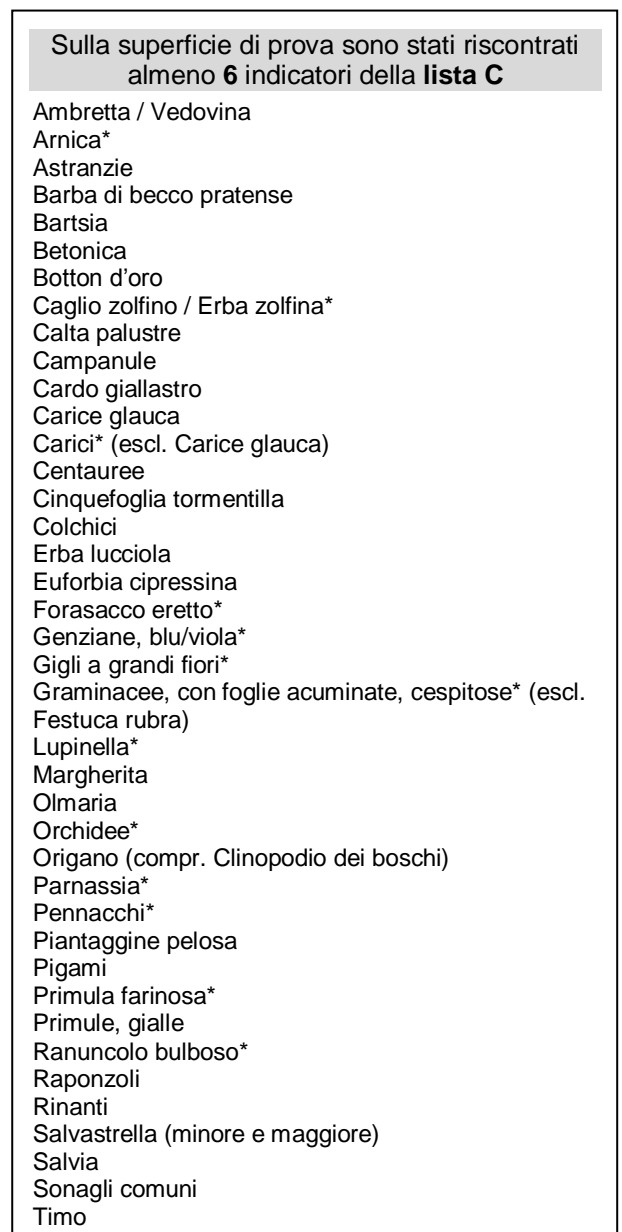 Sulla superficie di prova sono stati riscontrati
almeno 6 indicatori della lista C
Ambretta / Vedovina
Arnica*
Astranzie
Barba di becco pratense
Bartsia
Betonica
Botton d’oro
Caglio zolfino / Erba zolfina*
Calta palustre
Campanule
Cardo giallastro
Carice glauca
Carici* (escl. Carice glauca)
Centauree
Cinquefoglia tormentilla
Colchici
Erba lucciola
Euforbia cipressina
Forasacco eretto*
Genziane, blu/viola*
Gigli a grandi fiori*
Graminacee, con foglie acuminate, cespitose* (escl.
Festuca rubra)
Lupinella*
Margherita
Olmaria
Orchidee*
Origano (compr. Clinopodio dei boschi)
Parnassia*
Pennacchi*
Piantaggine pelosa
Pigami
Primula farinosa*
Primule, gialle
Ranuncolo bulboso*
Raponzoli
Rinanti
Salvastrella (minore e maggiore)
Salvia
Sonagli comuni
Timo